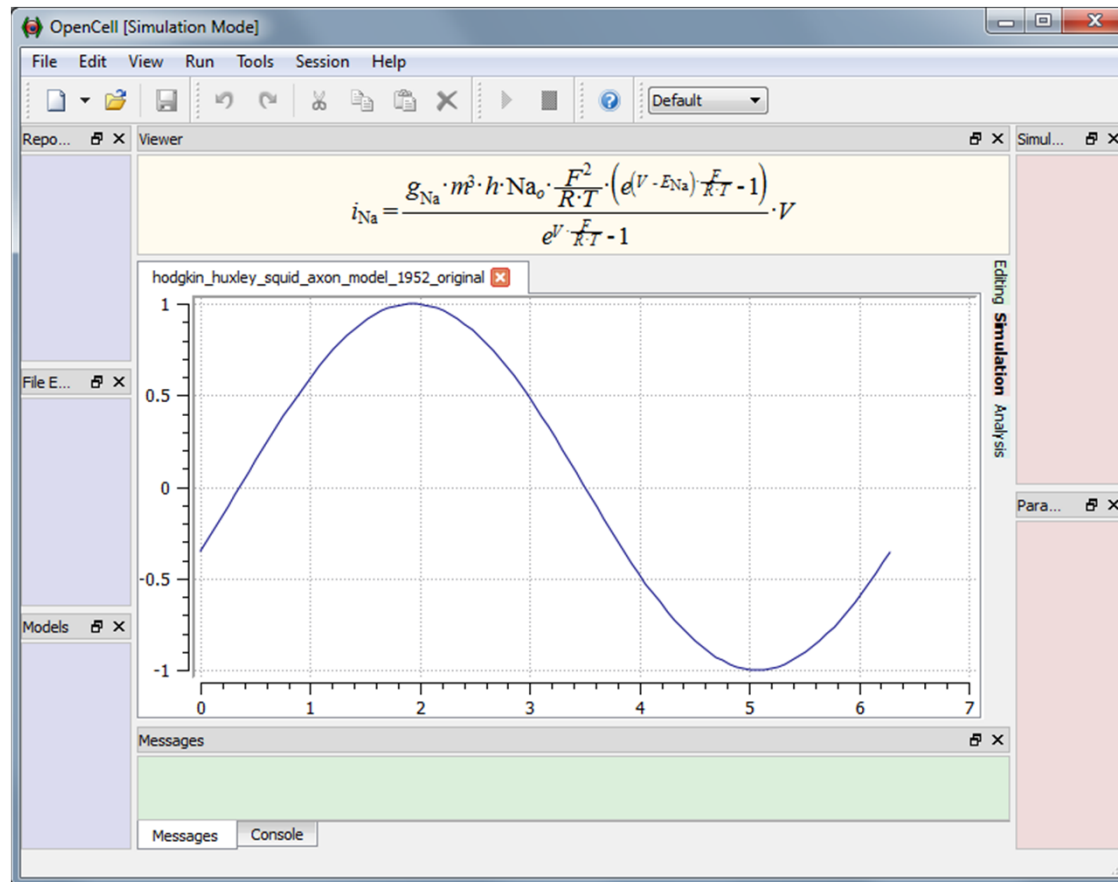 OpenCell [Simulation Mode]
File Edit View Run Tools Session Help
Default
Repo... Viewer Simul...
i_Na = (g_Na · m³ · h · Na_o · F²/(R·T) · (e^((V - E_Na) · F/(R·T)) - 1)) / (e^(V · F/(R·T)) - 1) · V
hodgkin_huxley_squid_axon_model_1952_original
Editing
Simulation
Analysis
1
0.5
0
-0.5
-1
0 1 2 3 4 5 6 7
File E...
Models
Para...
Messages
Messages Console